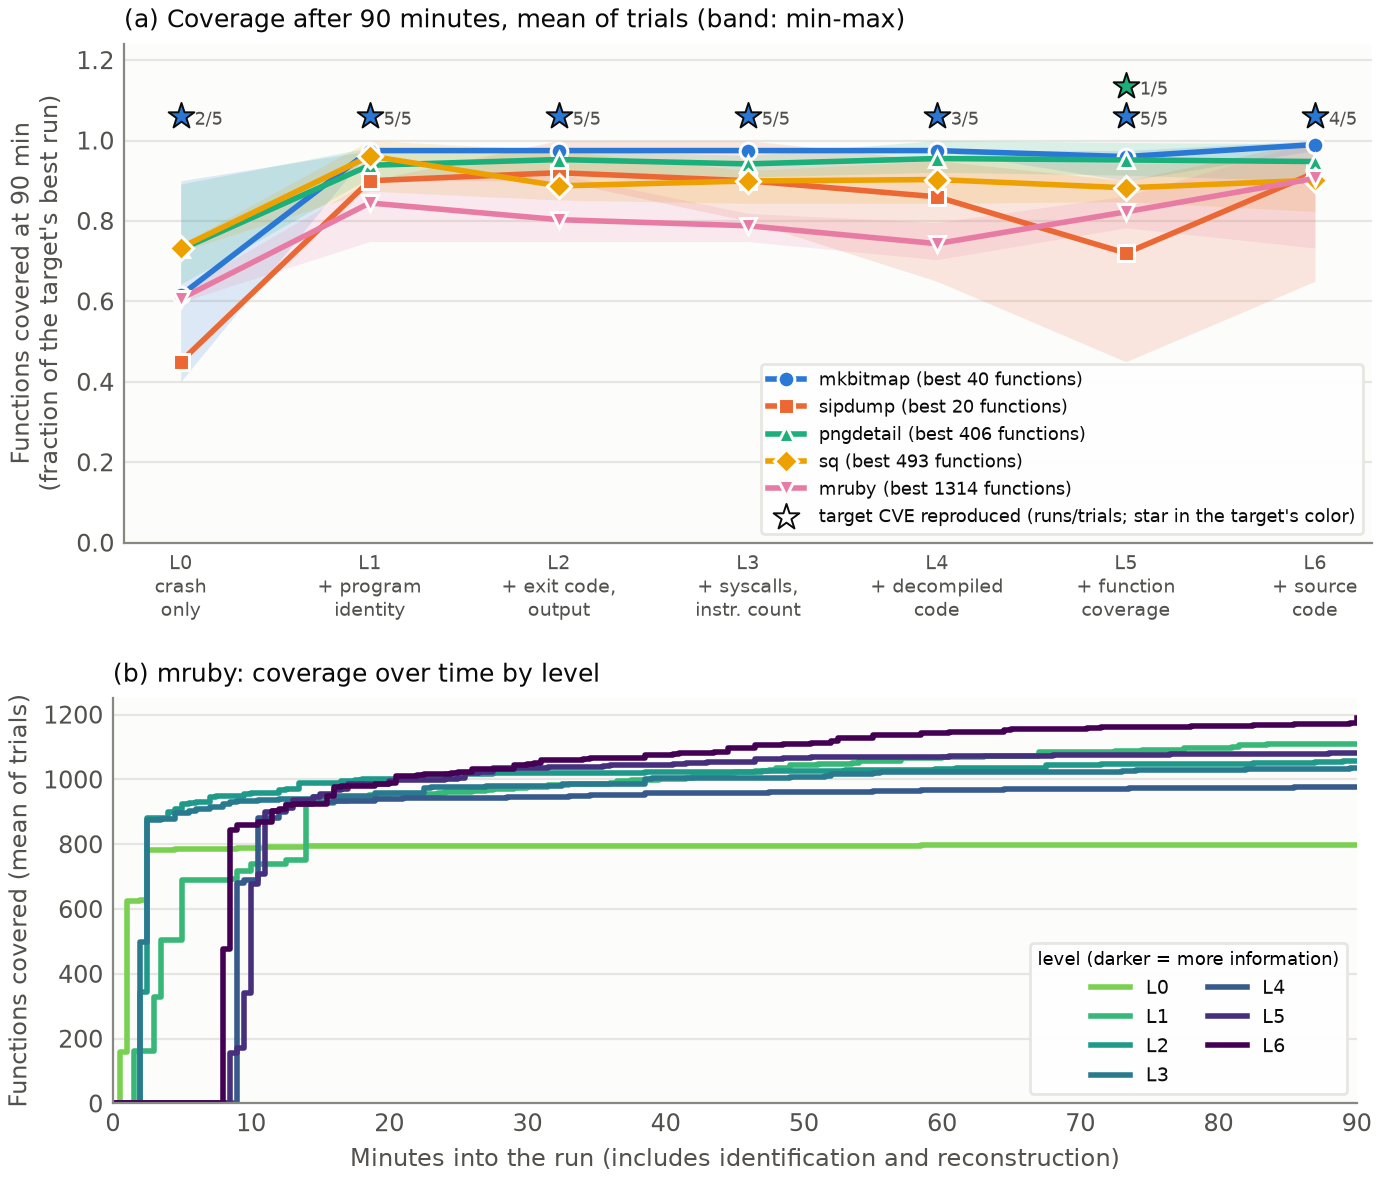 (a) Coverage after 90 minutes, mean of trials (band: min-max)
Functions covered at 90 min
(fraction of the target's best run)
1.2
1.0
0.8
0.6
0.4
0.2
0.0
2/5
5/5
5/5
5/5
3/5
1/5
5/5
4/5
mkbitmap (best 40 functions)
sipdump (best 20 functions)
pngdetail (best 406 functions)
sq (best 493 functions)
mruby (best 1314 functions)
target CVE reproduced (runs/trials; star in the target's color)
L0
crash
only
L1
+ program
identity
L2
+ exit code,
output
L3
+ syscalls,
instr. count
L4
+ decompiled
code
L5
+ function
coverage
L6
+ source
code
(b) mruby: coverage over time by level
Functions covered (mean of trials)
1200
1000
800
600
400
200
0
level (darker = more information)
L0
L1
L2
L3
L4
L5
L6
0
10
20
30
40
50
60
70
80
90
Minutes into the run (includes identification and reconstruction)